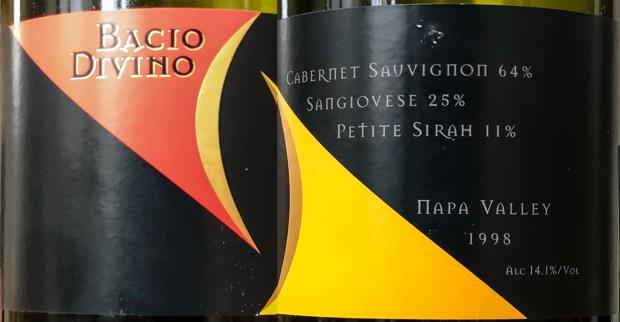 BACIO
DIVINO
CABERNET SAUVIGNON 64%
SANGIOVESE 25%
PETITE SIRAH 11%
NAPA VALLEY
1998
ALC 14.1%/VOL